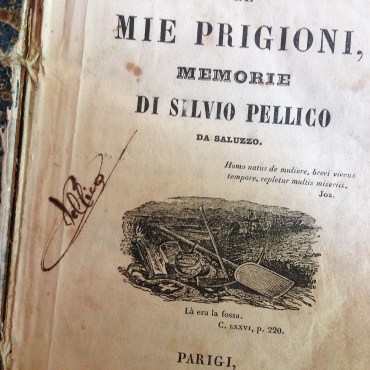 MIE PRIGIONI,
MEMORIE
DI SILVIO PELLICO
DA SALUZZO.
Homo natus de muliere, brevi vivens
tempore, repletur multis miseriis.
JOB.
Pellico
Là era la fossa.
C. LXXVI, p. 220.
PARIGI,